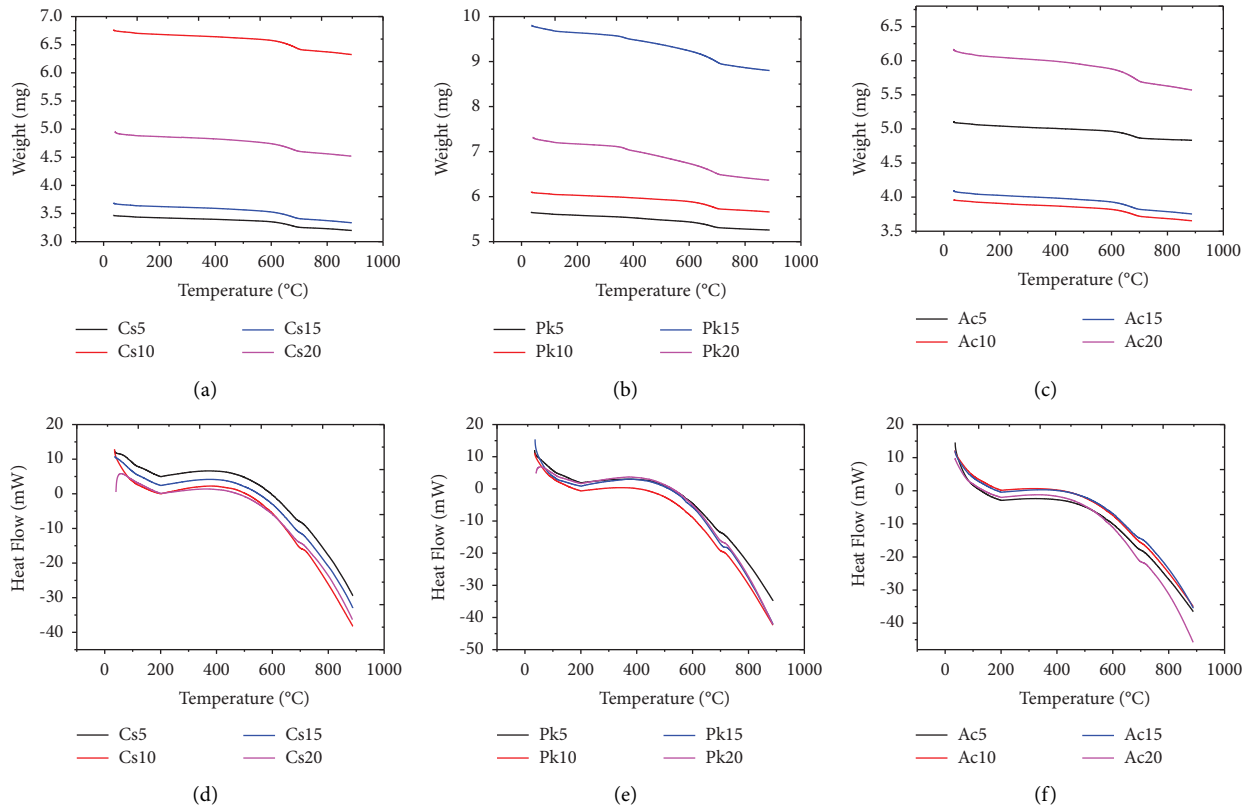 7.0
6.5
6.0
5.5
5.0
4.5
4.0
3.5
3.0
Weight (mg)
0 200 400 600 800 1000
Temperature (°C)
Cs5 Cs15
Cs10 Cs20
(a)
10
9
8
7
6
5
Weight (mg)
0 200 400 600 800 1000
Temperature (°C)
Pk5 Pk15
Pk10 Pk20
(b)
6.5
6.0
5.5
5.0
4.5
4.0
3.5
Weight (mg)
0 200 400 600 800 1000
Temperature (°C)
Ac5 Ac15
Ac10 Ac20
(c)
20
10
0
-10
-20
-30
-40
Heat Flow (mW)
0 200 400 600 800 1000
Temperature (°C)
Cs5 Cs15
Cs10 Cs20
(d)
20
10
0
-10
-20
-30
-40
-50
Heat Flow (mW)
0 200 400 600 800 1000
Temperature (°C)
Pk5 Pk15
Pk10 Pk20
(e)
20
10
0
-10
-20
-30
-40
Heat Flow (mW)
0 200 400 600 800 1000
Temperature (°C)
Ac5 Ac15
Ac10 Ac20
(f)